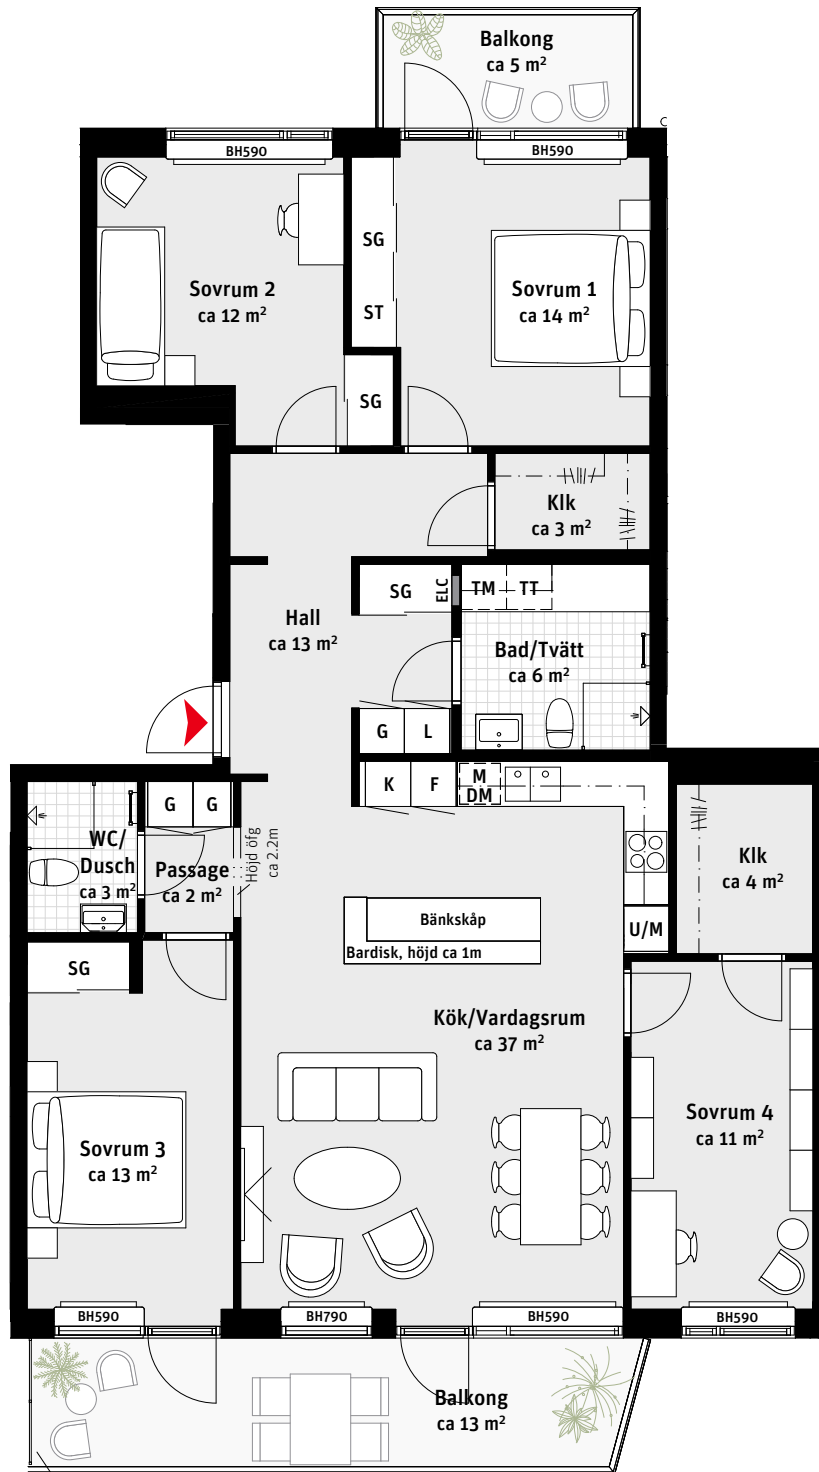 Balkong
ca 5 m²
BH590
BH590
Sovrum 2
ca 12 m²
SG
ST
Sovrum 1
ca 14 m²
SG
Klk
ca 3 m²
Hall
ca 13 m²
SG
ELC
TM
TT
Bad/Tvätt
ca 6 m²
G
L
K
F
M
DM
G
G
WC/
Dusch
ca 3 m²
Passage
ca 2 m²
Höjd öfg
ca 2.2m
Klk
ca 4 m²
Bänkskåp
Bardisk, höjd ca 1m
U/M
SG
Kök/Vardagsrum
ca 37 m²
Sovrum 3
ca 13 m²
Sovrum 4
ca 11 m²
BH590
BH790
BH590
BH590
Balkong
ca 13 m²